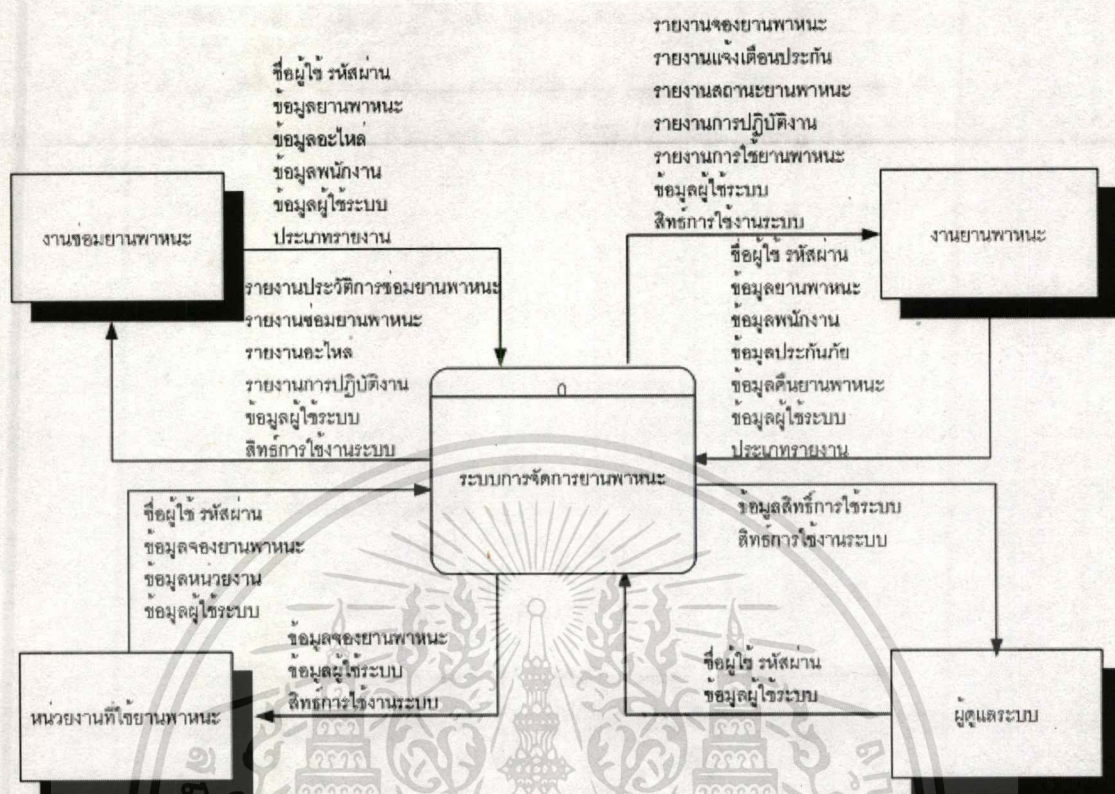 รายงานจองยานพาหนะ
รายงานแจ้งเตือนประกัน
รายงานสถานะยานพาหนะ
รายงานการปฏิบัติงาน
รายงานการใช้ยานพาหนะ
ข้อมูลผู้ใช้ระบบ
สิทธ์การใช้งานระบบ
ชื่อผู้ใช้ รหัสผ่าน
ข้อมูลยานพาหนะ
ข้อมูลอะไหล่
ข้อมูลพนักงาน
ข้อมูลผู้ใช้ระบบ
ประเภทรายงาน
งานซ่อมยานพาหนะ
งานยานพาหนะ
รายงานประวัติการซ่อมยานพาหนะ
รายงานซ่อมยานพาหนะ
รายงานอะไหล่
รายงานการปฏิบัติงาน
ข้อมูลผู้ใช้ระบบ
สิทธ์การใช้งานระบบ
ชื่อผู้ใช้ รหัสผ่าน
ข้อมูลยานพาหนะ
ข้อมูลพนักงาน
ข้อมูลประกันภัย
ข้อมูลคืนยานพาหนะ
ข้อมูลผู้ใช้ระบบ
ประเภทรายงาน
0
ระบบการจัดการยานพาหนะ
ชื่อผู้ใช้ รหัสผ่าน
ข้อมูลจองยานพาหนะ
ข้อมูลหน่วยงาน
ข้อมูลผู้ใช้ระบบ
ข้อมูลสิทธิ์การใช้ระบบ
สิทธ์การใช้งานระบบ
ข้อมูลจองยานพาหนะ
ข้อมูลผู้ใช้ระบบ
สิทธ์การใช้งานระบบ
ชื่อผู้ใช้ รหัสผ่าน
ข้อมูลผู้ใช้ระบบ
หน่วยงานที่ใช้ยานพาหนะ
ผู้ดูแลระบบ